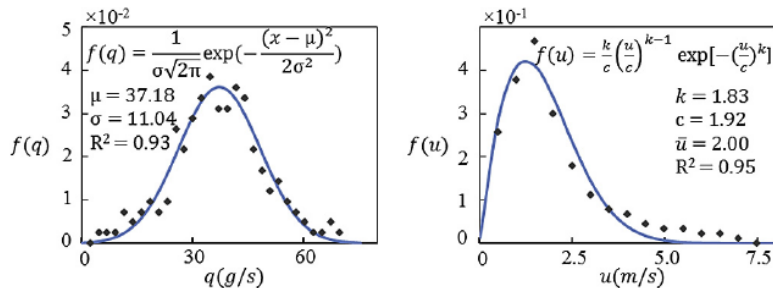 ×10⁻²
f(q) = 1/(σ√2π) exp(−(x − μ)²/2σ²)
μ = 37.18
σ = 11.04
R² = 0.93
f(q)
5
4
3
2
1
0
0 30 60
q(g/s)
×10⁻¹
f(u) = k/c (u/c)ᵏ⁻¹ exp[−(u/c)ᵏ]
k = 1.83
c = 1.92
ū = 2.00
R² = 0.95
f(u)
5
4
3
2
1
0
0 2.5 5.0 7.5
u(m/s)